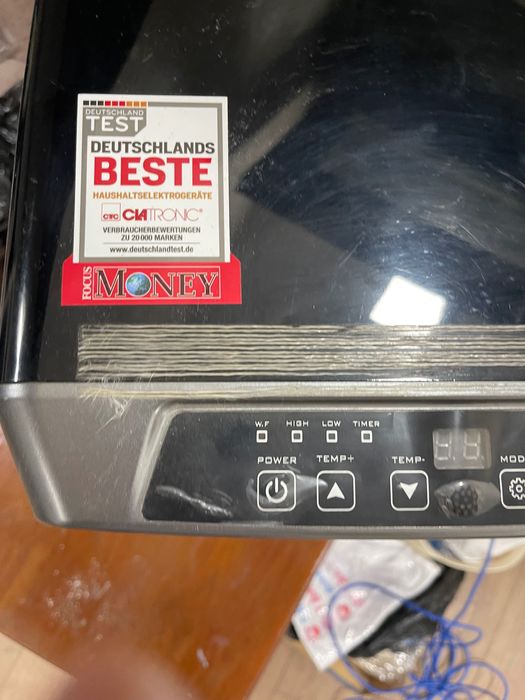 DEUTSCHLAND
TEST
DEUTSCHLANDS
BESTE
HAUSHALTSELEKTROGERÄTE
CTC CLATRONIC®
VERBRAUCHERBEWERTUNGEN
ZU 20 000 MARKEN
www.deutschlandtest.de
FOCUS
MONEY
W.F HIGH LOW TIMER
POWER TEMP+ TEMP- MOD